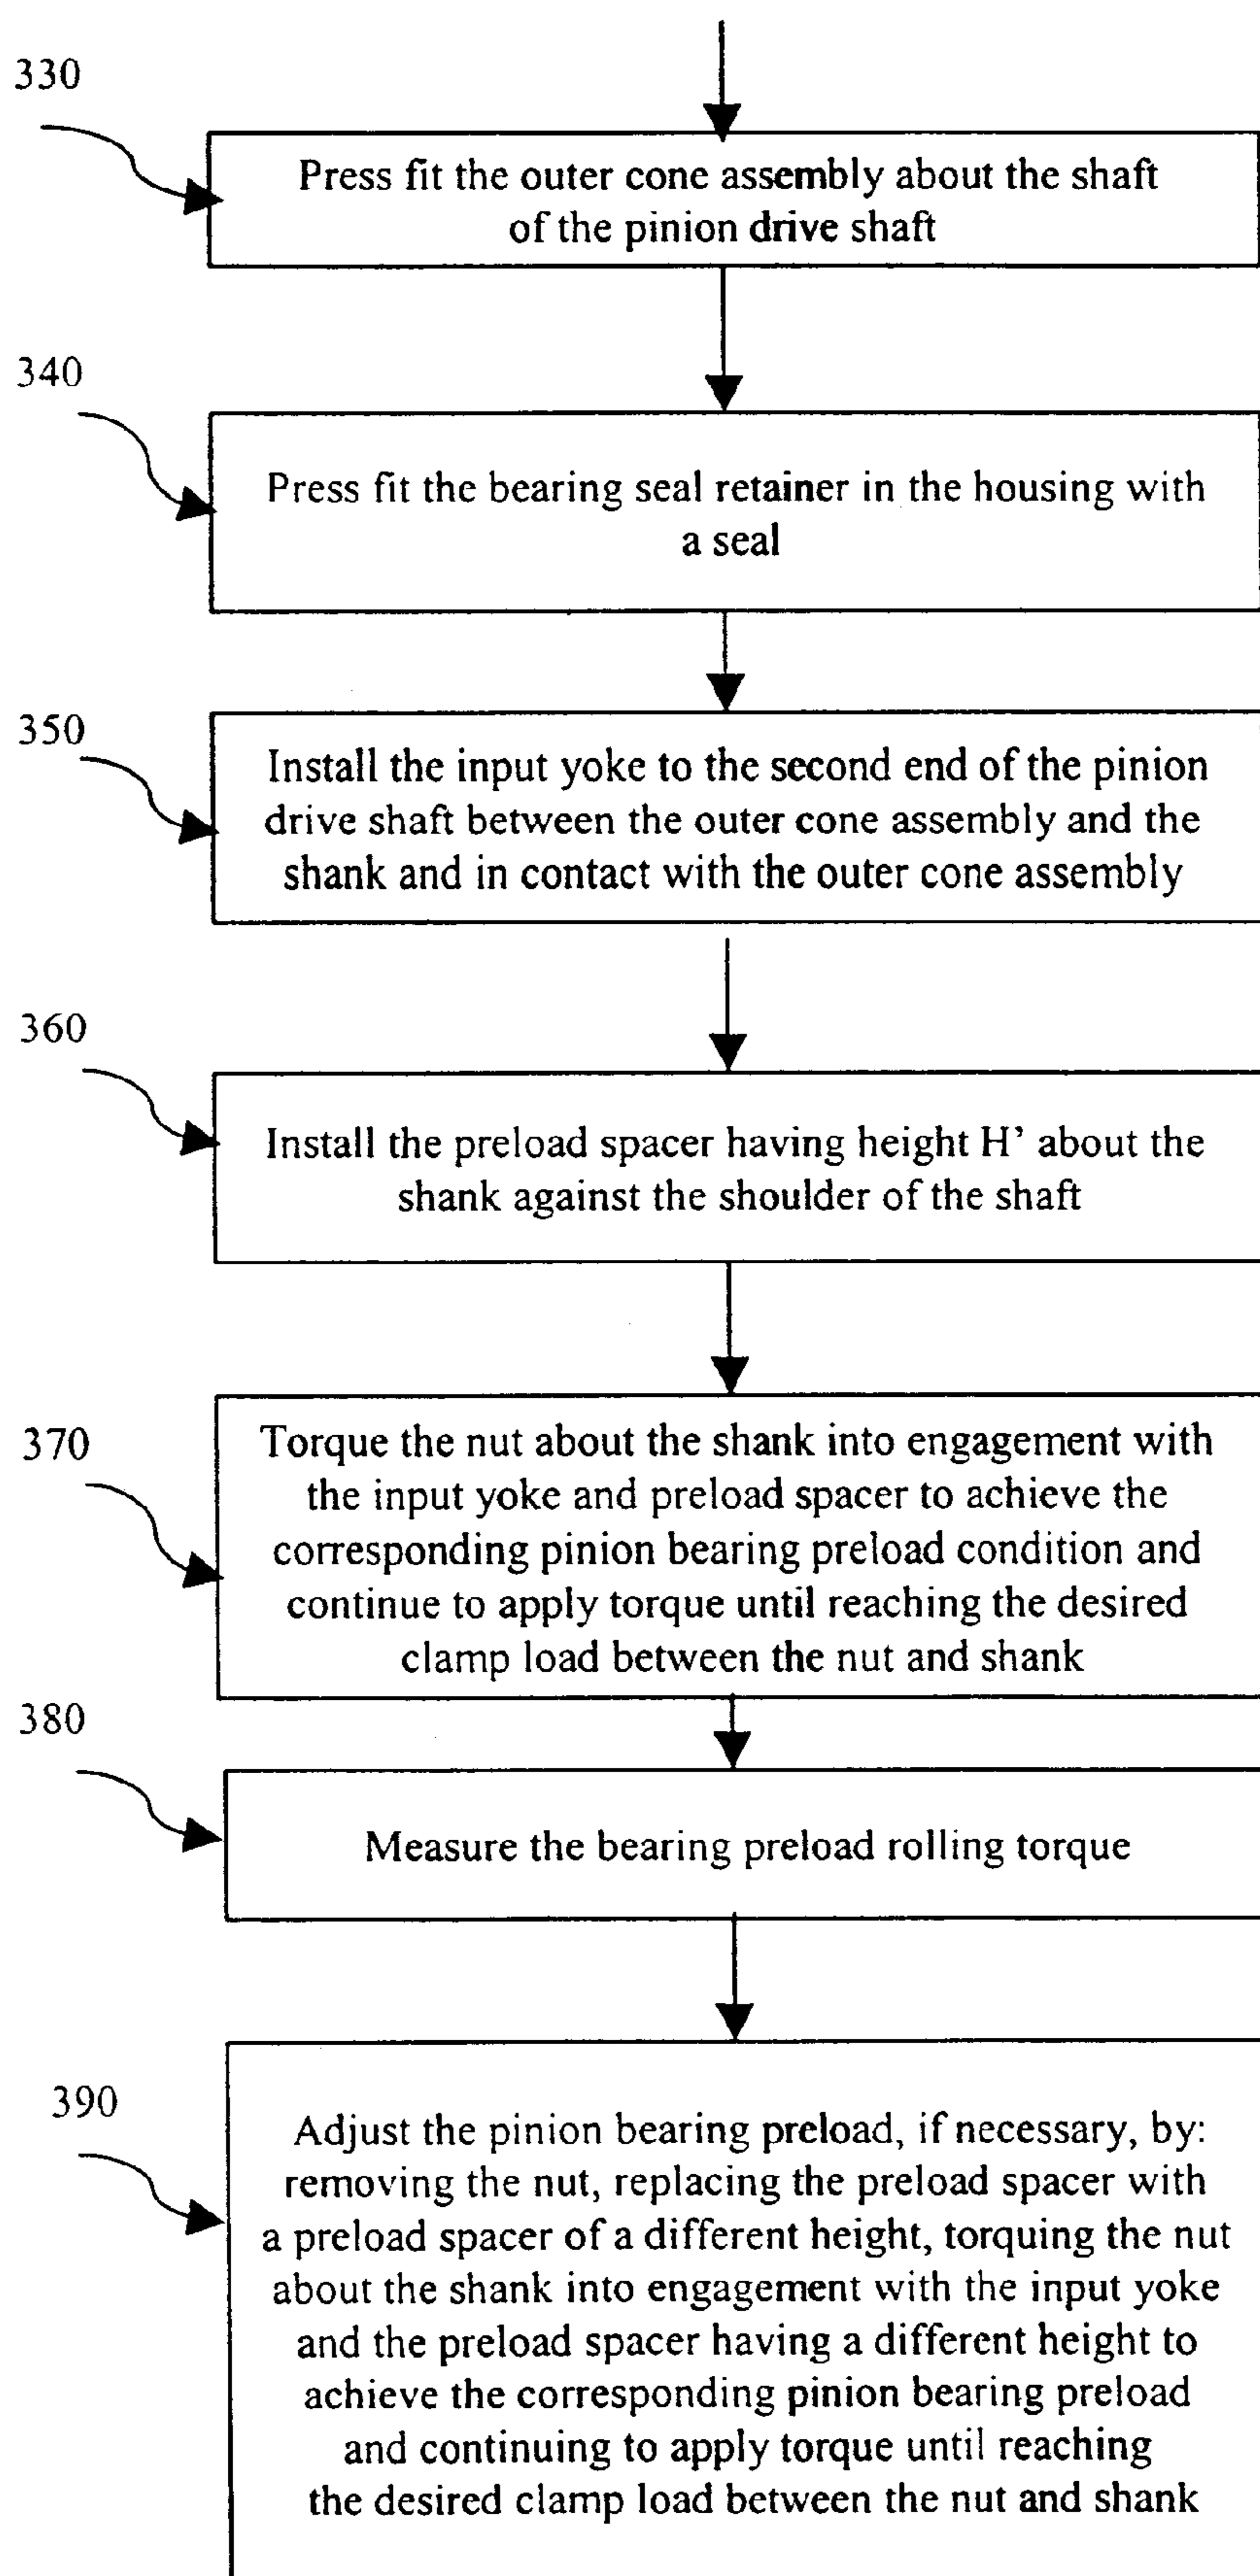 330
Press fit the outer cone assembly about the shaft
of the pinion drive shaft
340
Press fit the bearing seal retainer in the housing with
a seal
350
Install the input yoke to the second end of the pinion
drive shaft between the outer cone assembly and the
shank and in contact with the outer cone assembly
360
Install the preload spacer having height H’ about the
shank against the shoulder of the shaft
370
Torque the nut about the shank into engagement with
the input yoke and preload spacer to achieve the
corresponding pinion bearing preload condition and
continue to apply torque until reaching the desired
clamp load between the nut and shank
380
Measure the bearing preload rolling torque
390
Adjust the pinion bearing preload, if necessary, by:
removing the nut, replacing the preload spacer with
a preload spacer of a different height, torquing the nut
about the shank into engagement with the input yoke
and the preload spacer having a different height to
achieve the corresponding pinion bearing preload
and continuing to apply torque until reaching
the desired clamp load between the nut and shank